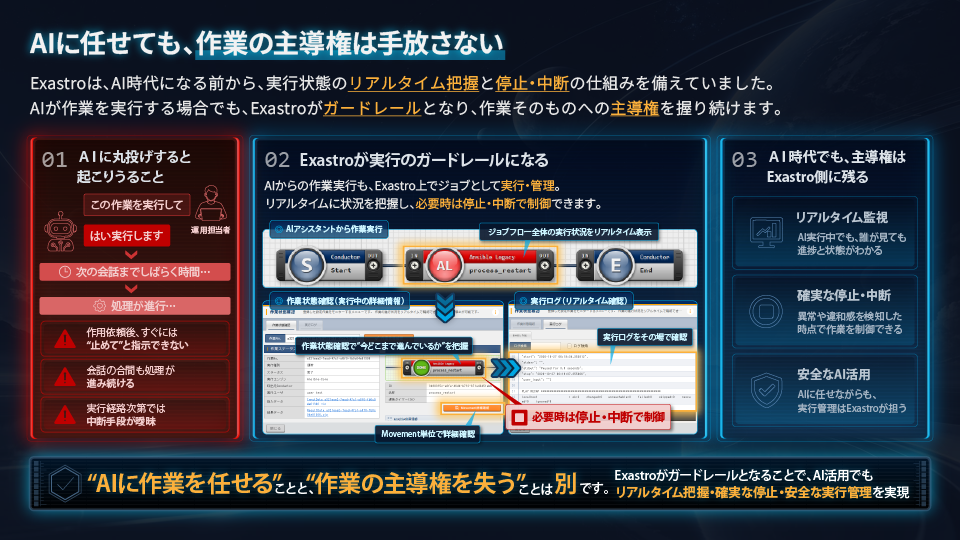 AIに任せても、作業の主導権は手放さない
Exastroは、AI時代になる前から、実行状態のリアルタイム把握と停止・中断の仕組みを備えていました。
AIが作業を実行する場合でも、Exastroがガードレールとなり、作業そのものへの主導権を握り続けます。
01 AIに丸投げすると
起こりうること
この作業を実行して
運用担当者
はい実行します
次の会話までしばらく時間…
処理が進行…
作用依頼後、すぐには
“止めて”と指示できない
会話の合間も処理が
進み続ける
実行経路次第では
中断手段が曖昧
02 Exastroが実行のガードレールになる
AIからの作業実行も、Exastro上でジョブとして実行・管理。
リアルタイムに状況を把握し、必要時は停止・中断で制御できます。
AIアシスタントから作業実行
ジョブフロー全体の実行状況をリアルタイム表示
S
Conductor
Start
OUT
IN
AL
Ansible Legacy
process_restart
OUT
IN
E
Conductor
End
作業状態確認（実行中の詳細情報）
作業状態確認
作業状態確認で“今どこまで進んでいるか”を把握
DONE
Ansible Legacy
process_restart
Movement単位で詳細確認
実行ログ（リアルタイム確認）
作業状態確認
実行ログをその場で確認
必要時は停止・中断で制御
03 AI時代でも、主導権は
Exastro側に残る
リアルタイム監視
AI実行中でも、誰が見ても
進捗と状態がわかる
確実な停止・中断
異常や違和感を検知した
時点で作業を制御できる
安全なAI活用
AIに任せながらも、
実行管理はExastroが担う
“AIに作業を任せる”ことと、“作業の主導権を失う”ことは 別 です。
Exastroがガードレールとなることで、AI活用でも
リアルタイム把握・確実な停止・安全な実行管理を実現